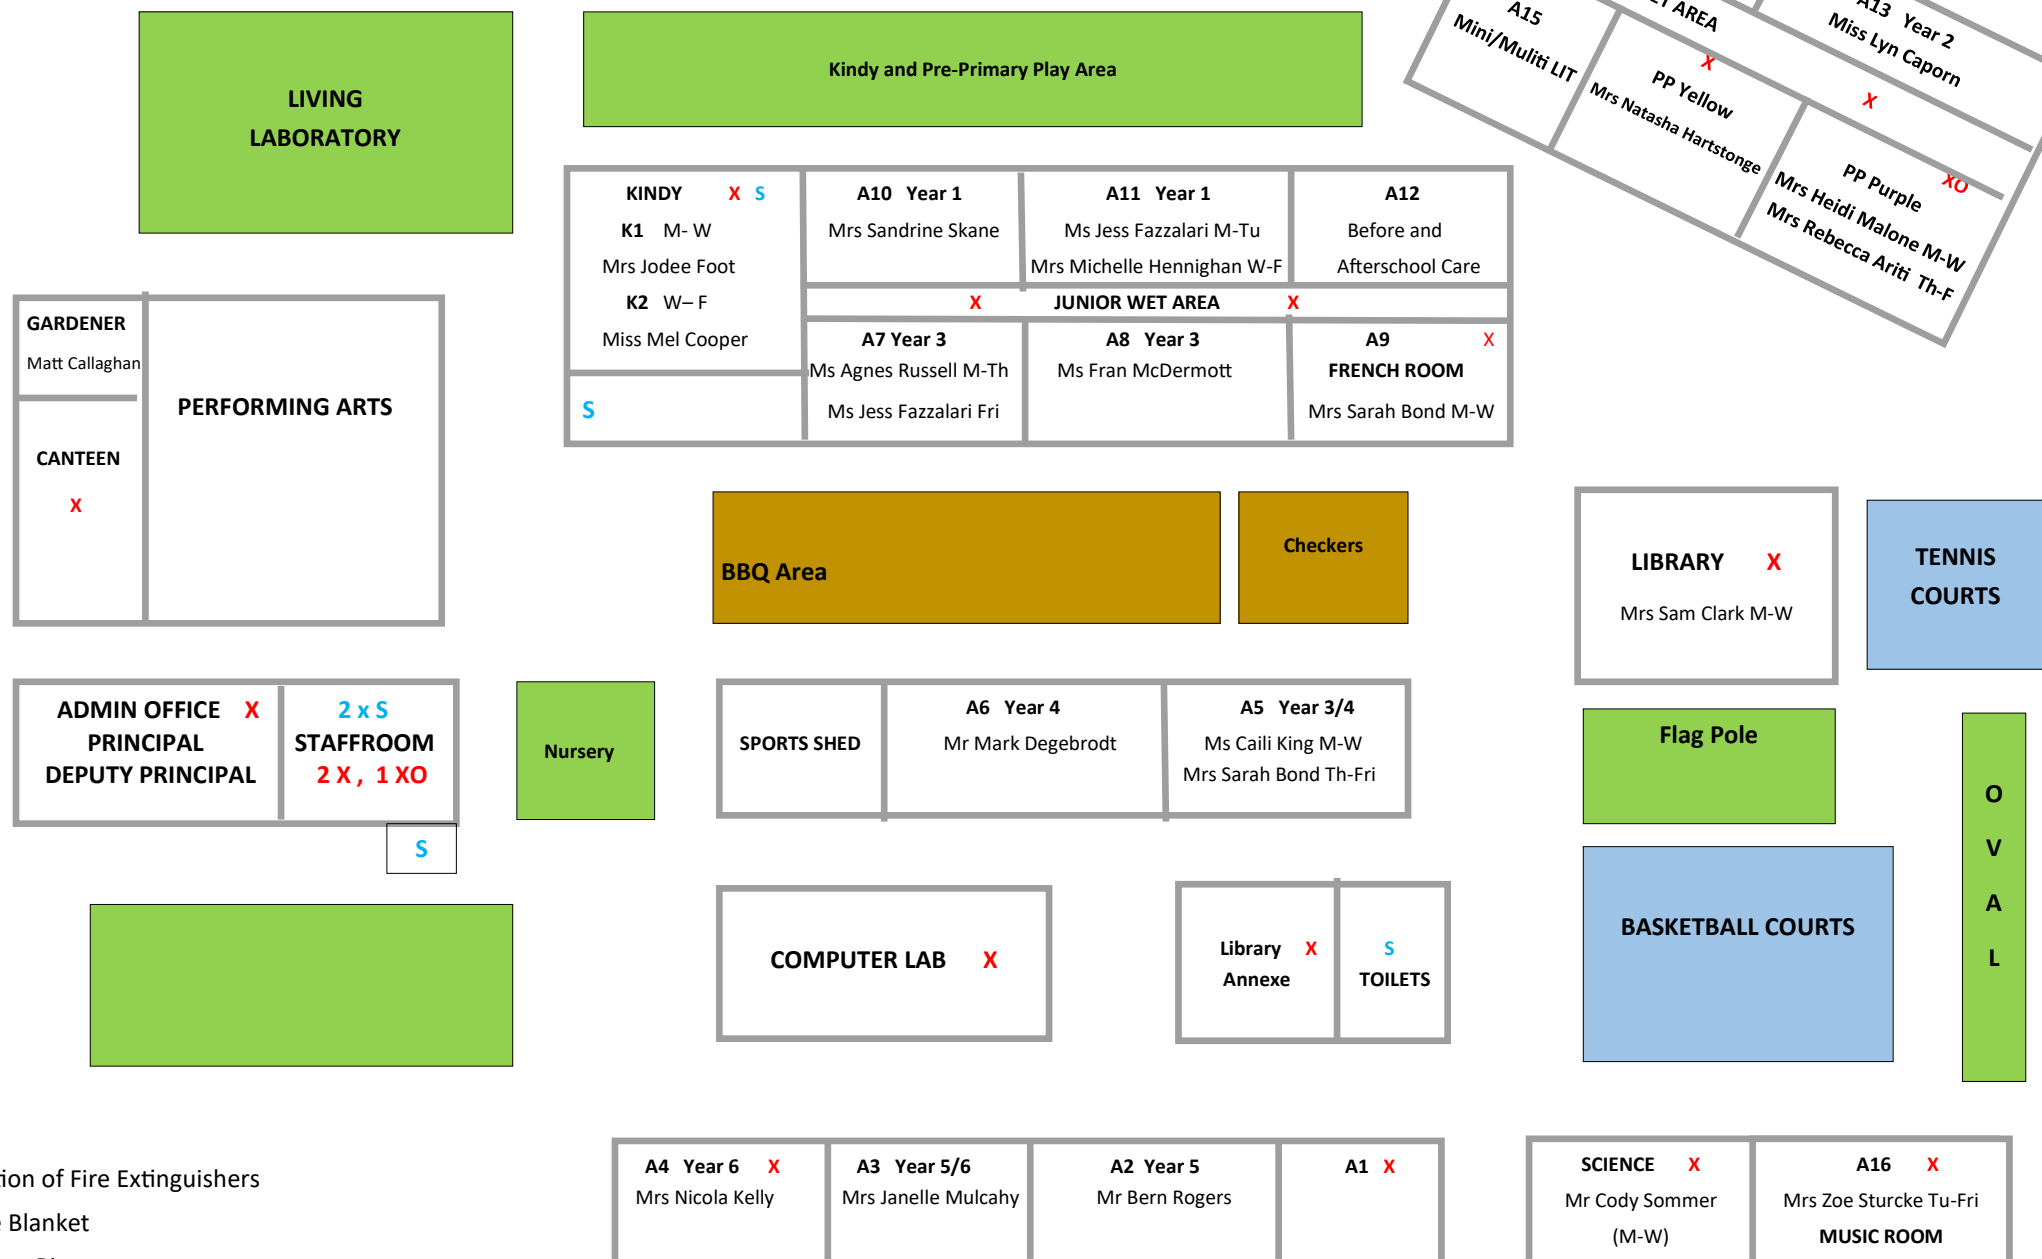 LIVING
LABORATORY
Kindy and Pre-Primary Play Area
A15
Mini/Muliti LIT
AREA
A13 Year 2
Miss Lyn Caporn
X
PP Yellow
Mrs Natasha Hartstonge
X
PP Purple XO
Mrs Heidi Malone M-W
Mrs Rebecca Ariti Th-F
KINDY X S
K1 M- W
Mrs Jodee Foot
K2 W– F
Miss Mel Cooper
S
A10 Year 1
Mrs Sandrine Skane
A11 Year 1
Ms Jess Fazzalari M-Tu
Mrs Michelle Hennighan W-F
A12
Before and
Afterschool Care
X JUNIOR WET AREA X
A7 Year 3
Ms Agnes Russell M-Th
Ms Jess Fazzalari Fri
A8 Year 3
Ms Fran McDermott
A9 X
FRENCH ROOM
Mrs Sarah Bond M-W
GARDENER
Matt Callaghan
CANTEEN
X
PERFORMING ARTS
BBQ Area
Checkers
LIBRARY X
Mrs Sam Clark M-W
TENNIS
COURTS
ADMIN OFFICE X
PRINCIPAL
DEPUTY PRINCIPAL
2 x S
STAFFROOM
2 X , 1 XO
S
Nursery
SPORTS SHED
A6 Year 4
Mr Mark Degebrodt
A5 Year 3/4
Ms Caili King M-W
Mrs Sarah Bond Th-Fri
Flag Pole
O
V
A
L
COMPUTER LAB X
Library X
Annexe
S
TOILETS
BASKETBALL COURTS
tion of Fire Extinguishers
Blanket
A4 Year 6 X
Mrs Nicola Kelly
A3 Year 5/6
Mrs Janelle Mulcahy
A2 Year 5
Mr Bern Rogers
A1 X
SCIENCE X
Mr Cody Sommer
(M-W)
A16 X
Mrs Zoe Sturcke Tu-Fri
MUSIC ROOM